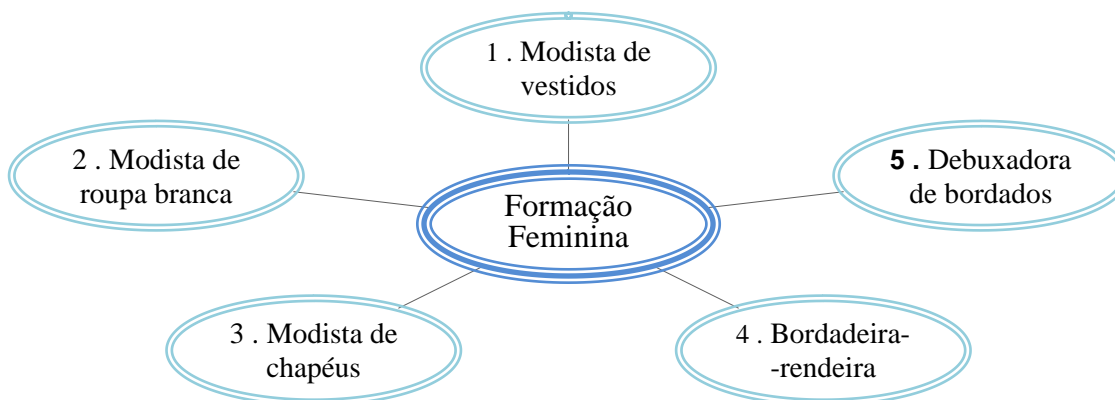 1 . Modista de
vestidos
2 . Modista de
roupa branca
5 . Debuxadora
de bordados
Formação
Feminina
3 . Modista de
chapéus
4 . Bordadeira-
-rendeira